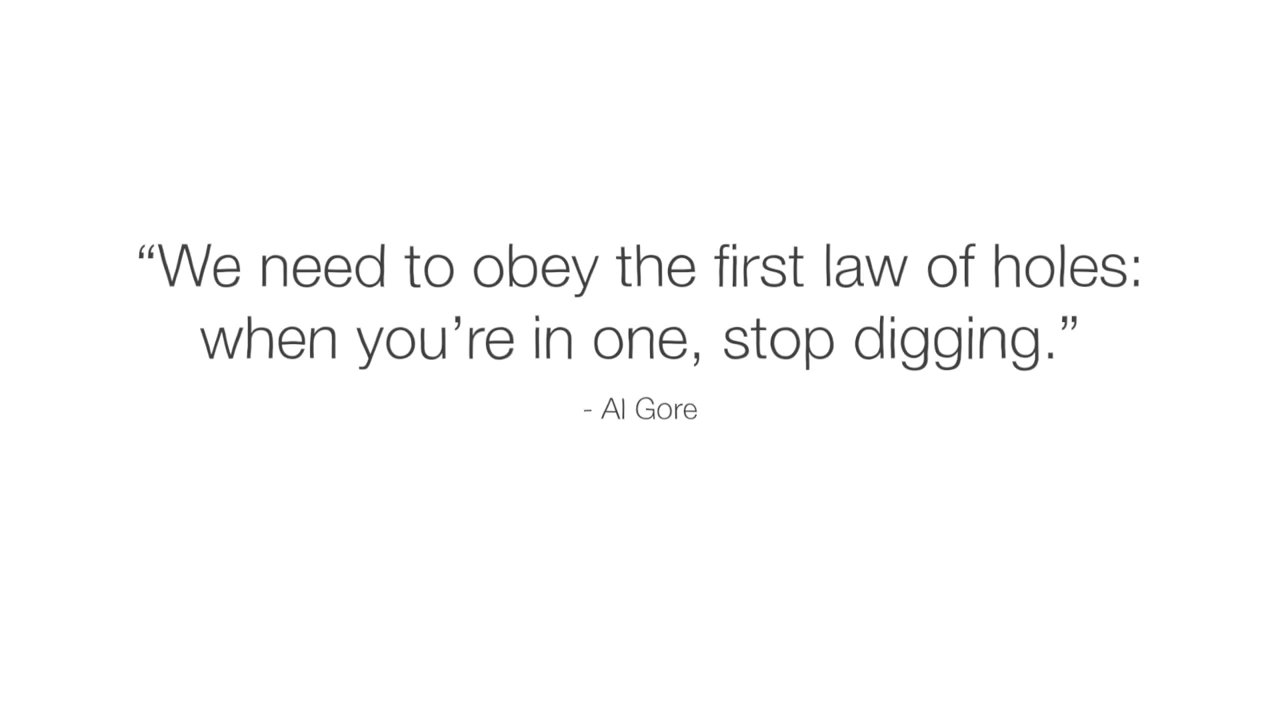 “We need to obey the first law of holes:
when you’re in one, stop digging.”
- Al Gore